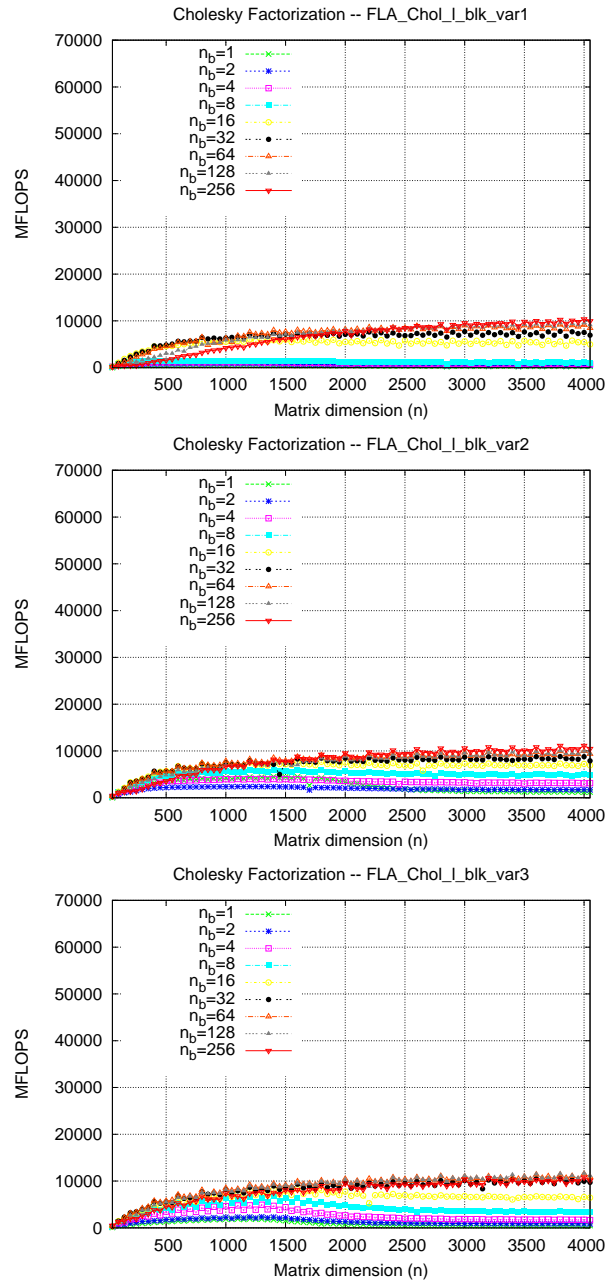 Cholesky Factorization -- FLA_Chol_l_blk_var1
70000
60000
50000
40000
30000
20000
10000
0
MFLOPS
n_b=1
n_b=2
n_b=4
n_b=8
n_b=16
n_b=32
n_b=64
n_b=128
n_b=256
500 1000 1500 2000 2500 3000 3500 4000
Matrix dimension (n)
Cholesky Factorization -- FLA_Chol_l_blk_var2
70000
60000
50000
40000
30000
20000
10000
0
MFLOPS
n_b=1
n_b=2
n_b=4
n_b=8
n_b=16
n_b=32
n_b=64
n_b=128
n_b=256
500 1000 1500 2000 2500 3000 3500 4000
Matrix dimension (n)
Cholesky Factorization -- FLA_Chol_l_blk_var3
70000
60000
50000
40000
30000
20000
10000
0
MFLOPS
n_b=1
n_b=2
n_b=4
n_b=8
n_b=16
n_b=32
n_b=64
n_b=128
n_b=256
500 1000 1500 2000 2500 3000 3500 4000
Matrix dimension (n)